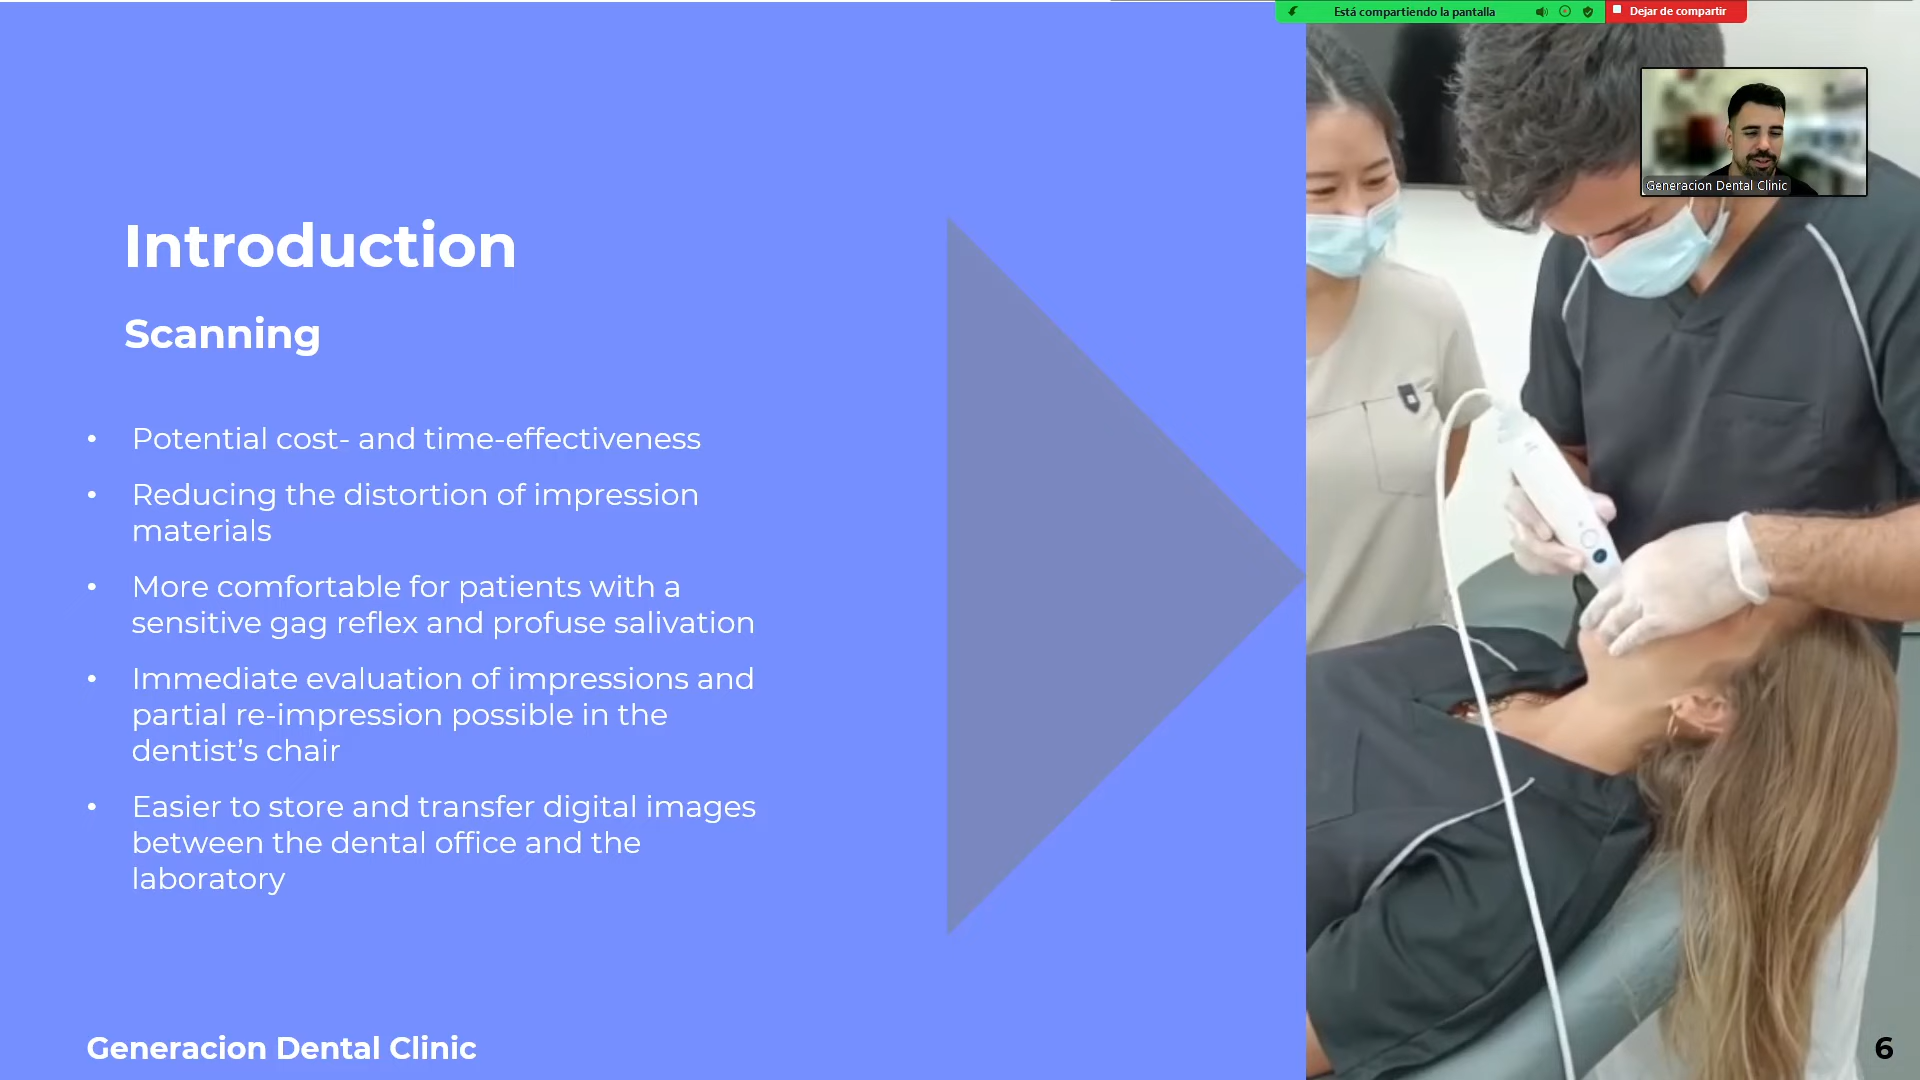 Está compartiendo la pantalla
Dejar de compartir
Generacion Dental Clinic
Introduction
Scanning
• Potential cost- and time-effectiveness
• Reducing the distortion of impression
materials
• More comfortable for patients with a
sensitive gag reflex and profuse salivation
• Immediate evaluation of impressions and
partial re-impression possible in the
dentist’s chair
• Easier to store and transfer digital images
between the dental office and the
laboratory
Generacion Dental Clinic
6